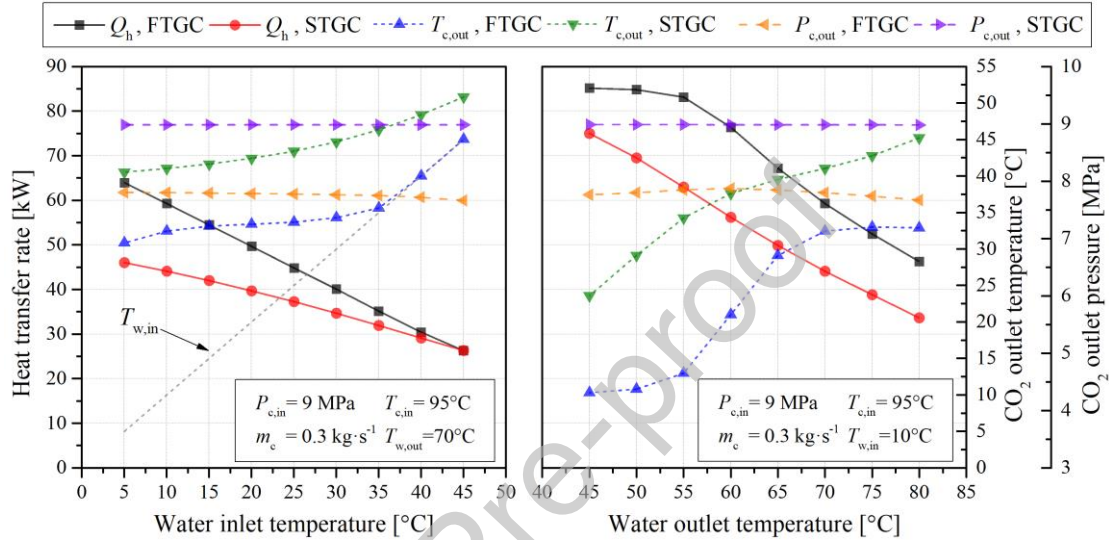 Q_h, FTGC Q_h, STGC T_c,out, FTGC T_c,out, STGC P_c,out, FTGC P_c,out, STGC
90
80
70
60
50
40
30
20
10
0
Heat transfer rate [kW]
T_w,in
P_c,in = 9 MPa T_c,in = 95°C
m_c = 0.3 kg·s⁻¹ T_w,out=70°C
0 5 10 15 20 25 30 35 40 45 50
Water inlet temperature [°C]
P_c,in = 9 MPa T_c,in = 95°C
m_c = 0.3 kg·s⁻¹ T_w,in=10°C
40 45 50 55 60 65 70 75 80 85
Water outlet temperature [°C]
55
50
45
40
35
30
25
20
15
10
5
0
CO₂ outlet temperature [°C]
10
9
8
7
6
5
4
3
CO₂ outlet pressure [MPa]
Pre-proof